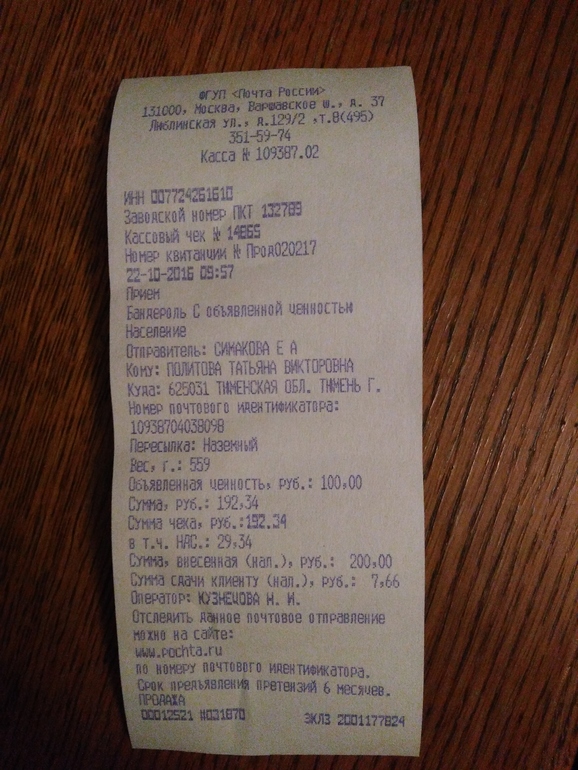 ФГУП <Почта России>
131000, Москва, Варшавское ш., д. 37
Люблинская ул., д.129/2 ,т.8(495)
351-59-74
Касса № 109387.02
ИНН 007724261610
Заводской номер ПКТ 132789
Кассовый чек № 14865
Номер квитанции № Прод020217
22-10-2016 09:57
Прием
Бандероль С объявленной ценностью
Население
Отправитель: СИМАКОВА Е А
Кому: ПОЛИТОВА ТАТЬЯНА ВИКТОРОВНА
Куда: 625031 ТЮМЕНСКАЯ ОБЛ. ТЮМЕНЬ Г.
Номер почтового идентификатора:
10938704038098
Пересылка: Наземный
Вес, г.: 559
Объявленная ценность, руб.: 100,00
Сумма, руб.: 192,34
Сумма чека, руб.:192.34
в т.ч. НДС.: 29,34
Сумма, внесенная (нал.), руб.: 200,00
Сумма сдачи клиенту (нал.), руб.: 7,66
Оператор: КУЗНЕЦОВА Н. И.
Отследить данное почтовое отправление
можно на сайте:
www.pochta.ru
по номеру почтового идентификатора.
Срок предъявления претензий 6 месяцев.
ПРОДАЖА
00012521 #031870 ЭКЛЗ 2001177824